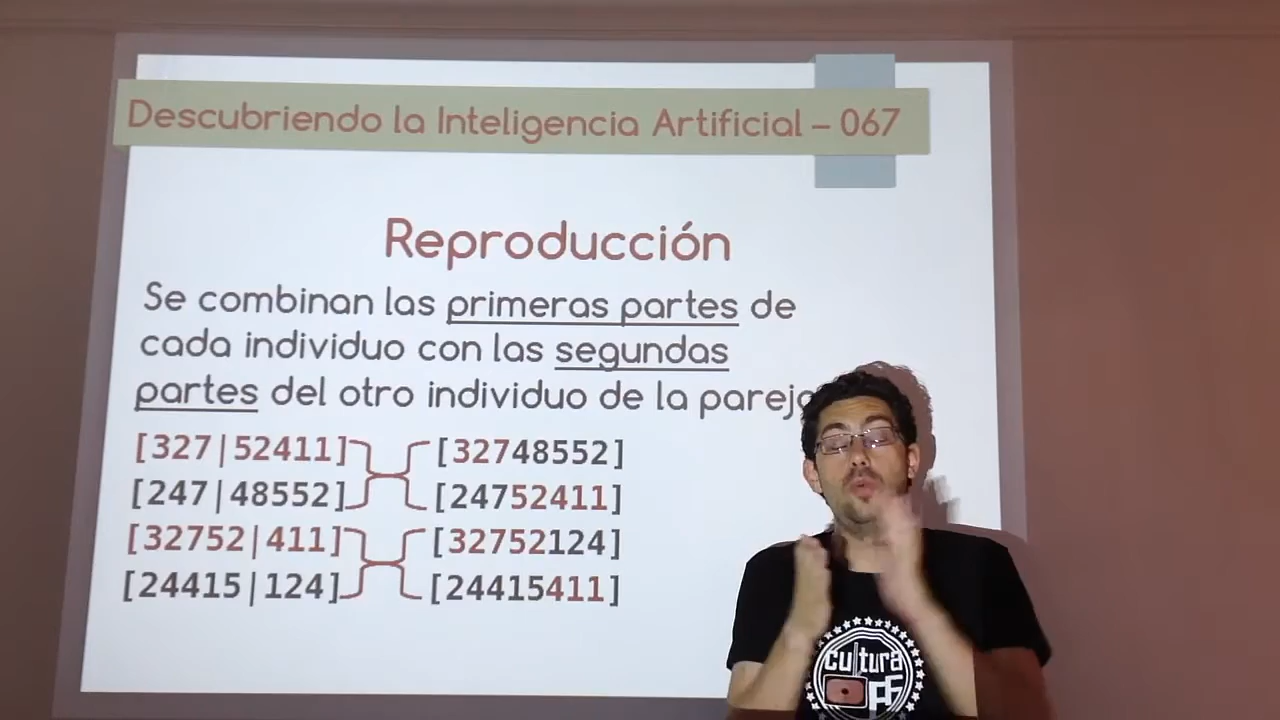 Descubriendo la Inteligencia Artificial – 067
Reproducción
Se combinan las primeras partes de
cada individuo con las segundas
partes del otro individuo de la pareja
[327|52411] [32748552]
[247|48552] [24752411]
[32752|411] [32752124]
[24415|124] [24415411]
cultura